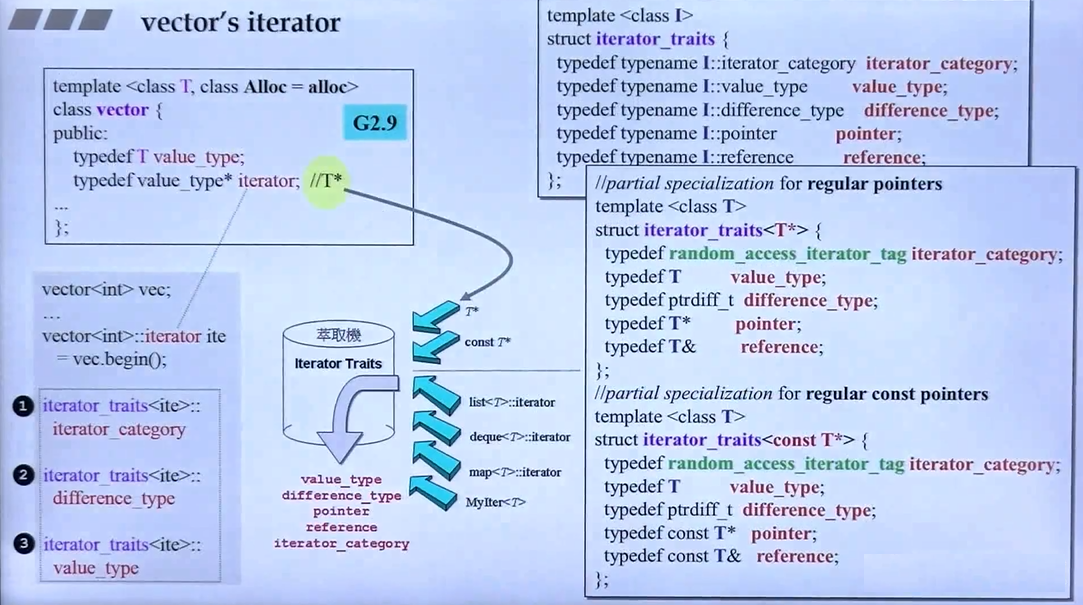 vector's iterator
template <class T, class Alloc = alloc>
class vector {
public:
typedef T value_type;
typedef value_type* iterator; //T*
...
};
G2.9
vector<int> vec;
...
vector<int>::iterator ite
= vec.begin();
1 iterator_traits<ite>::
iterator_category
2 iterator_traits<ite>::
difference_type
3 iterator_traits<ite>::
value_type
萃取機
Iterator Traits
T*
const T*
list<T>::iterator
deque<T>::iterator
map<T>::iterator
MyIter<T>
value_type
difference_type
pointer
reference
iterator_category
template <class I>
struct iterator_traits {
typedef typename I::iterator_category iterator_category;
typedef typename I::value_type value_type;
typedef typename I::difference_type difference_type;
typedef typename I::pointer pointer;
typedef typename I::reference reference;
};
//partial specialization for regular pointers
template <class T>
struct iterator_traits<T*> {
typedef random_access_iterator_tag iterator_category;
typedef T value_type;
typedef ptrdiff_t difference_type;
typedef T* pointer;
typedef T& reference;
};
//partial specialization for regular const pointers
template <class T>
struct iterator_traits<const T*> {
typedef random_access_iterator_tag iterator_category;
typedef T value_type;
typedef ptrdiff_t difference_type;
typedef const T* pointer;
typedef const T& reference;
};